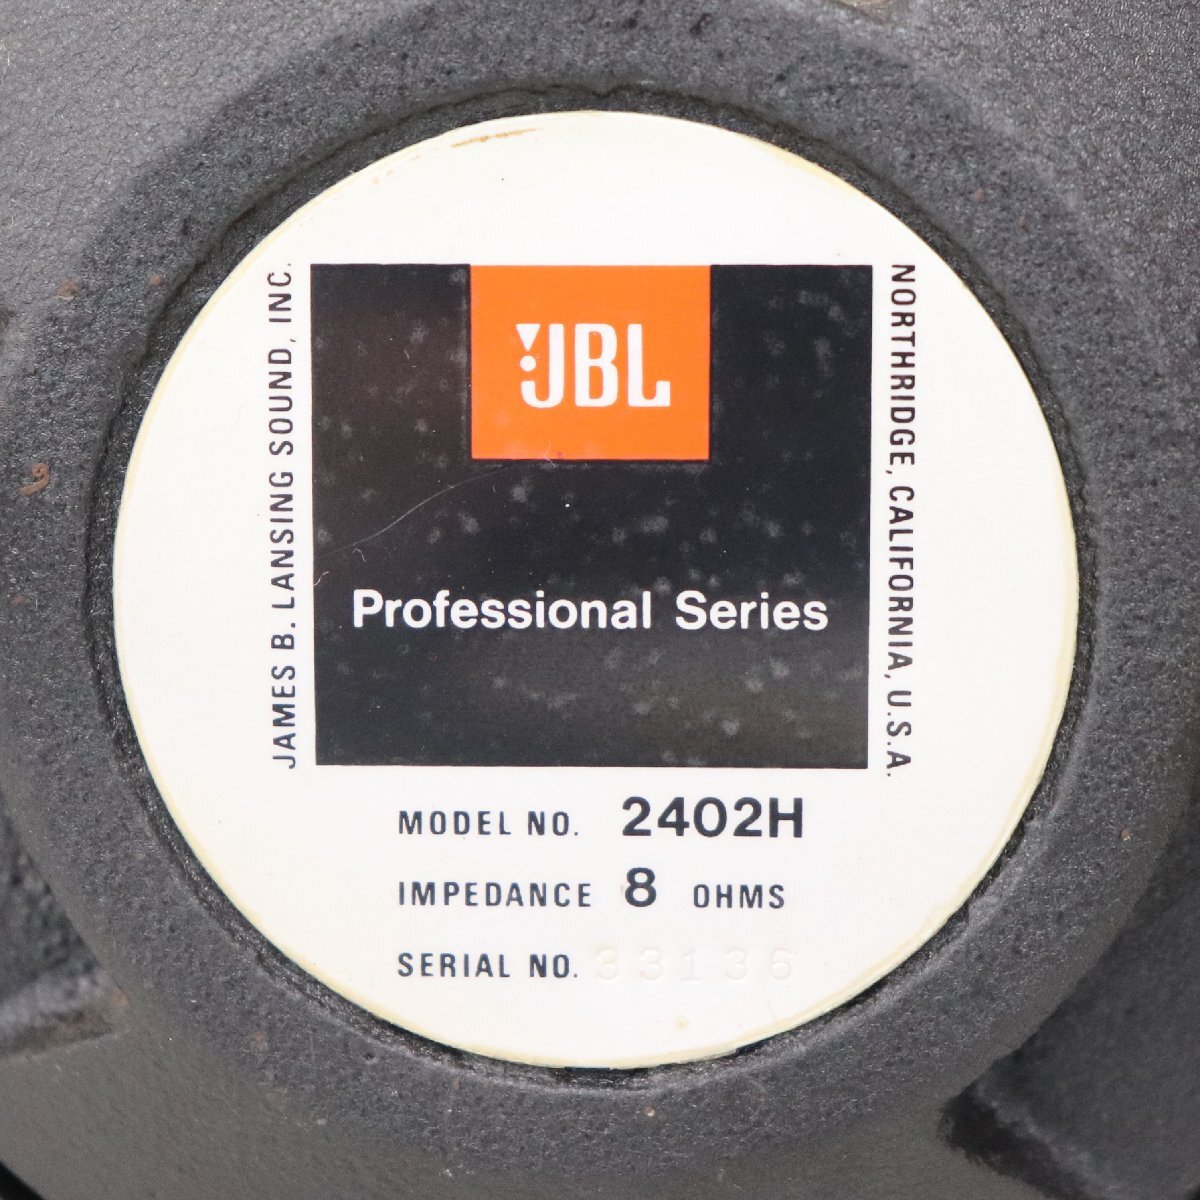 JBL
Professional Series
JAMES B. LANSING SOUND, INC.
NORTHRIDGE, CALIFORNIA, U.S.A.
MODEL NO. 2402H
IMPEDANCE 8 OHMS
SERIAL NO. 33136